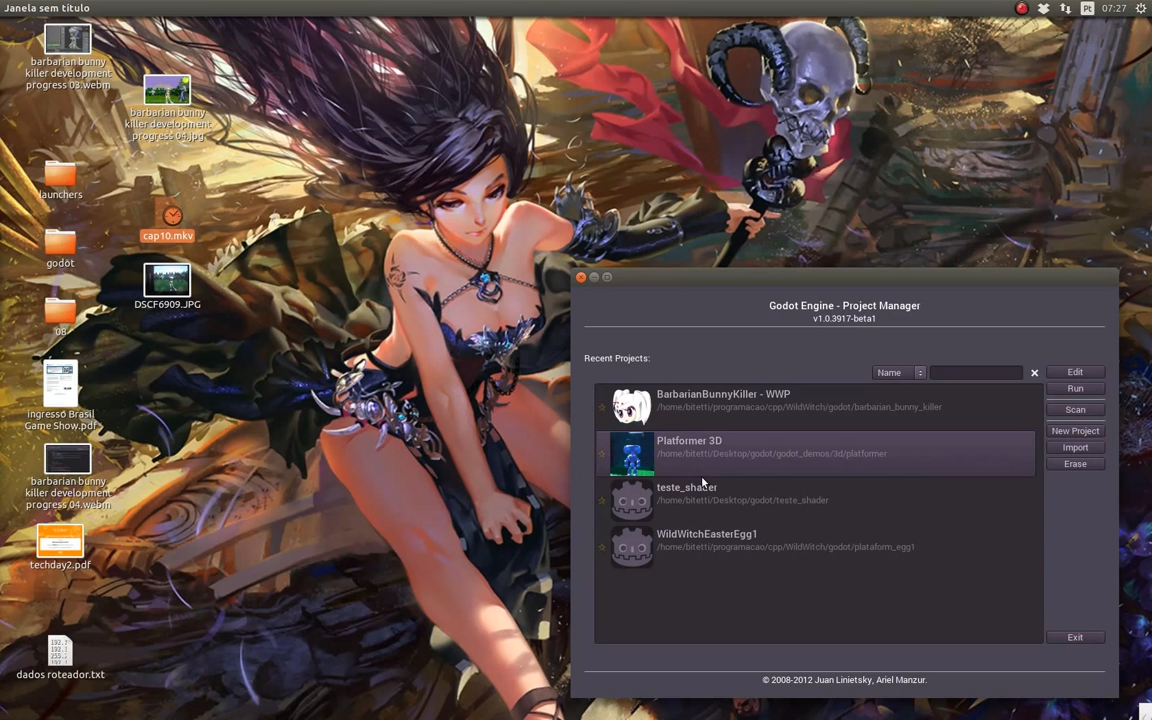 Janela sem título
Pt
07:27
barbarian bunny
killer development
progress 03.webm
barbarian bunny
killer development
progress 04.jpg
launchers
cap10.mkv
godot
DSCF6909.JPG
08
ingresso Brasil
Game Show.pdf
barbarian bunny
killer development
progress 04.webm
techday2.pdf
dados roteador.txt
Godot Engine - Project Manager
v1.0.3917-beta1
Recent Projects:
Name
Edit
Run
Scan
New Project
Import
Erase
Exit
BarbarianBunnyKiller - WWP
/home/bitetti/programacao/cpp/WildWitch/godot/barbarian_bunny_killer
Platformer 3D
/home/bitetti/Desktop/godot/godot_demos/3d/platformer
teste_shader
/home/bitetti/Desktop/godot/teste_shader
WildWitchEasterEgg1
/home/bitetti/programacao/cpp/WildWitch/godot/plataform_egg1
© 2008-2012 Juan Linietsky, Ariel Manzur.